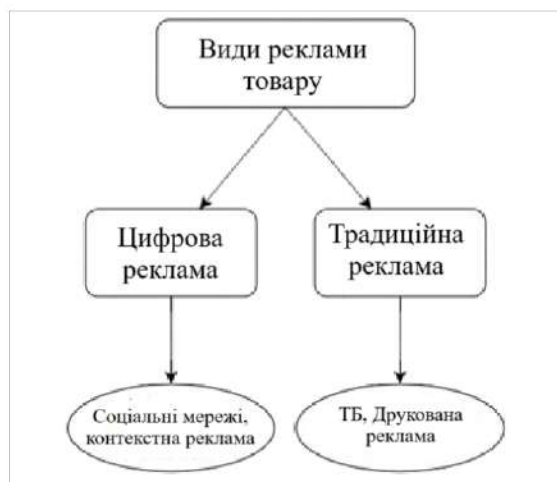 Види реклами
товару
Цифрова
реклама
Традиційна
реклама
Соціальні мережі,
контекстна реклама
ТБ, Друкована
реклама